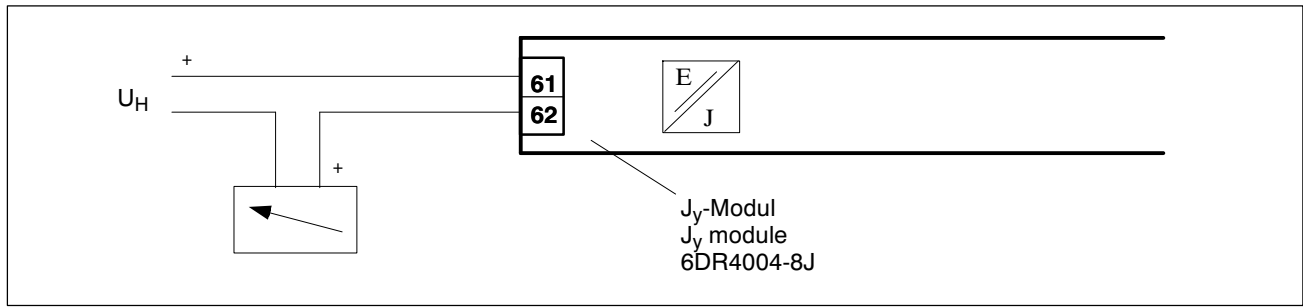 +
61
E
U_H
62
J
+
J_y-Modul
J_y module
6DR4004-8J